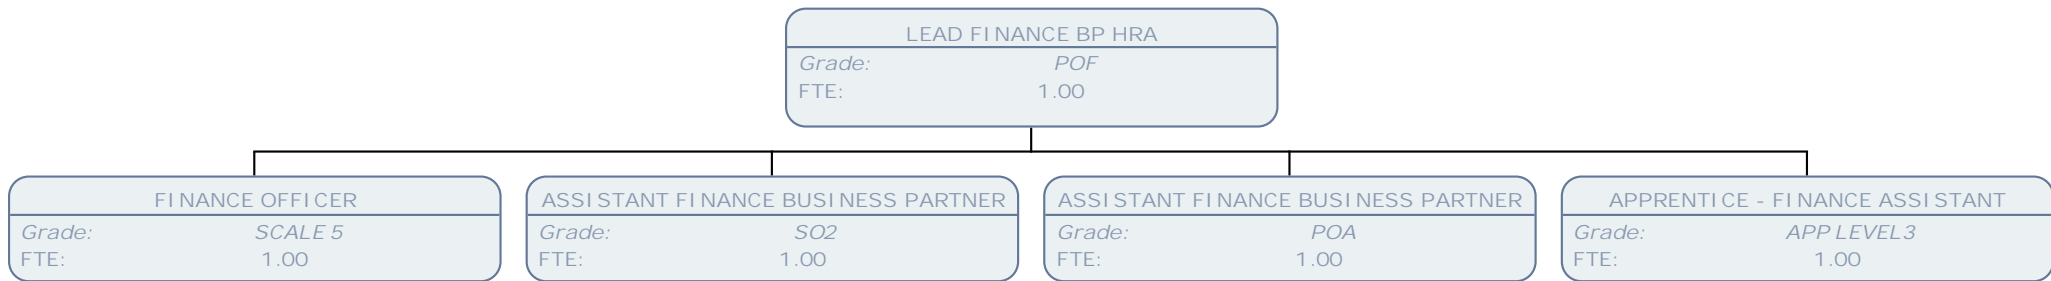 LEAD FINANCE BP HRA
Grade: POF
FTE: 1.00
FINANCE OFFICER
Grade: SCALE 5
FTE: 1.00
ASSISTANT FINANCE BUSINESS PARTNER
Grade: SO2
FTE: 1.00
ASSISTANT FINANCE BUSINESS PARTNER
Grade: POA
FTE: 1.00
APPRENTICE - FINANCE ASSISTANT
Grade: APP LEVEL3
FTE: 1.00